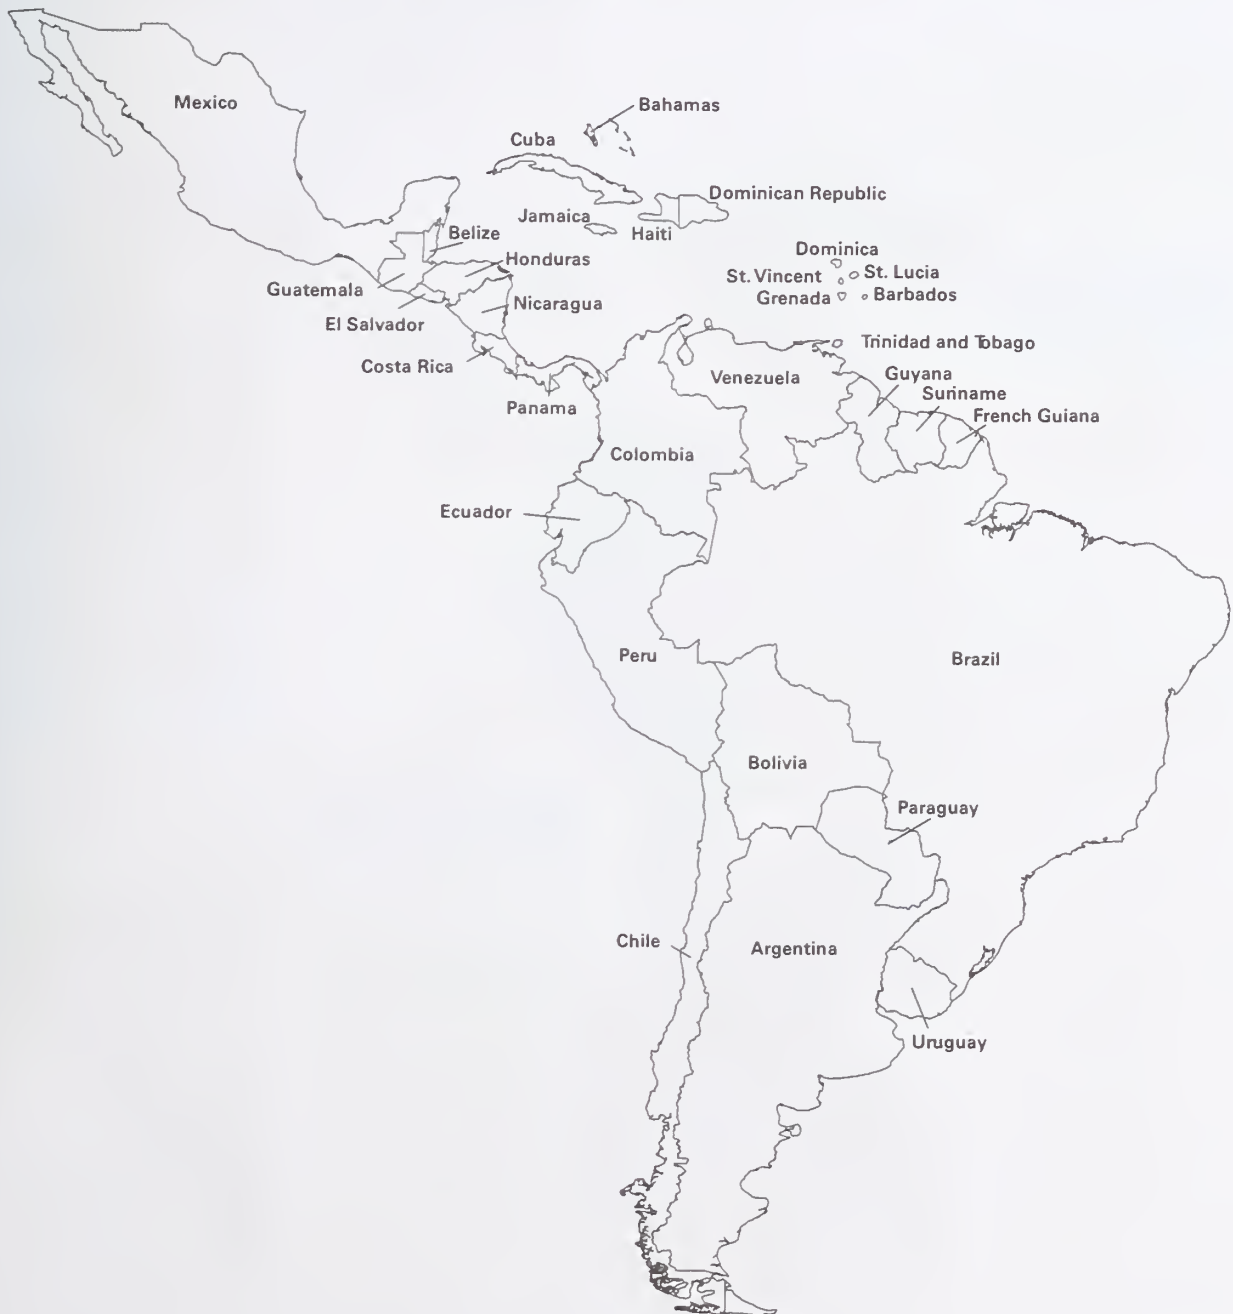 Mexico
Bahamas
Cuba
Dominican Republic
Jamaica
Haiti
Belize
Dominica
Honduras
St. Vincent
St. Lucia
Guatemala
Grenada
Barbados
Nicaragua
El Salvador
Trinidad and Tobago
Costa Rica
Venezuela
Guyana
Suriname
Panama
French Guiana
Colombia
Ecuador
Peru
Brazil
Bolivia
Paraguay
Chile
Argentina
Uruguay